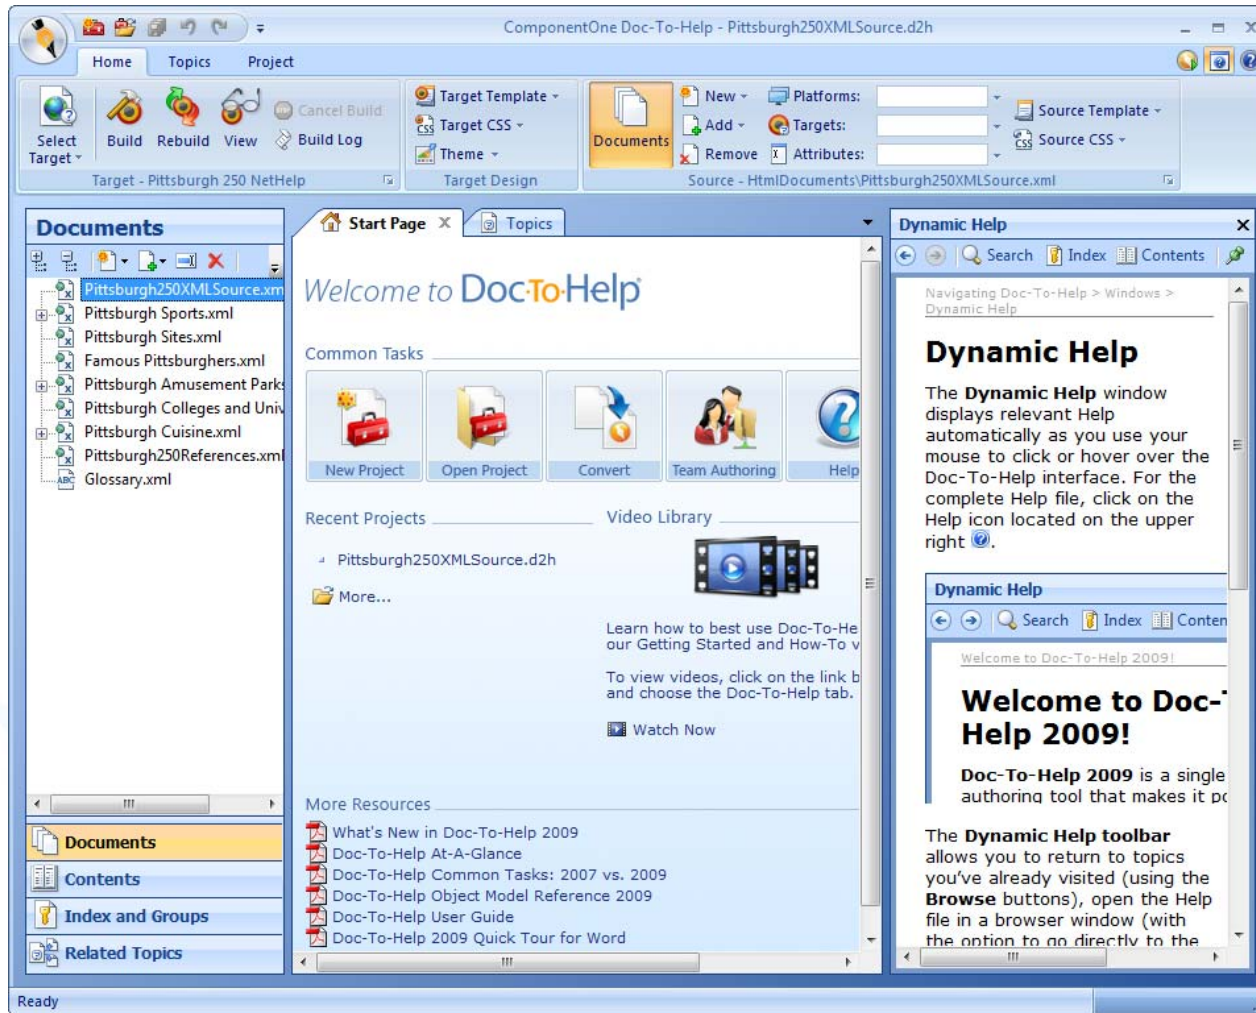 ComponentOne Doc-To-Help - Pittsburgh250XMLSource.d2h
Home Topics Project
Select Target
Build
Rebuild
View
Cancel Build
Build Log
Target - Pittsburgh 250 NetHelp
Target Template
Target CSS
Theme
Target Design
Documents
New
Add
Remove
Platforms:
Targets:
Attributes:
Source Template
Source CSS
Source - HtmlDocuments\Pittsburgh250XMLSource.xml
Documents
Pittsburgh250XMLSource.xm
Pittsburgh Sports.xml
Pittsburgh Sites.xml
Famous Pittsburghers.xml
Pittsburgh Amusement Parks
Pittsburgh Colleges and Univ
Pittsburgh Cuisine.xml
Pittsburgh250References.xml
Glossary.xml
Documents
Contents
Index and Groups
Related Topics
Start Page
Topics
Welcome to Doc-To-Help
Common Tasks
New Project
Open Project
Convert
Team Authoring
Help
Recent Projects
Pittsburgh250XMLSource.d2h
More...
Video Library
Learn how to best use Doc-To-He
our Getting Started and How-To v
To view videos, click on the link b
and choose the Doc-To-Help tab.
Watch Now
More Resources
What's New in Doc-To-Help 2009
Doc-To-Help At-A-Glance
Doc-To-Help Common Tasks: 2007 vs. 2009
Doc-To-Help Object Model Reference 2009
Doc-To-Help User Guide
Doc-To-Help 2009 Quick Tour for Word
Dynamic Help
Search Index Contents
Navigating Doc-To-Help > Windows >
Dynamic Help
Dynamic Help
The Dynamic Help window
displays relevant Help
automatically as you use your
mouse to click or hover over the
Doc-To-Help interface. For the
complete Help file, click on the
Help icon located on the upper
right .
Dynamic Help
Search Index Conten
Welcome to Doc-To-Help 2009!
Welcome to Doc-T
Help 2009!
Doc-To-Help 2009 is a single
authoring tool that makes it po
The Dynamic Help toolbar
allows you to return to topics
you've already visited (using the
Browse buttons), open the Help
file in a browser window (with
the option to go directly to the
Ready